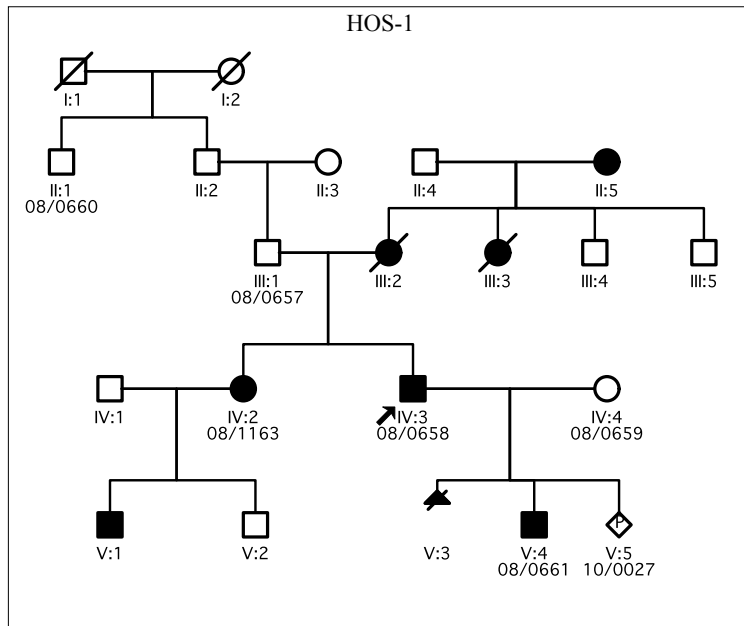 HOS-1
I:1 I:2
II:1 II:2 II:3 II:4 II:5
08/0660
III:1 III:2 III:3 III:4 III:5
08/0657
IV:1 IV:2 IV:3 IV:4
08/1163 08/0658 08/0659
P
V:1 V:2 V:3 V:4 V:5
08/0661 10/0027